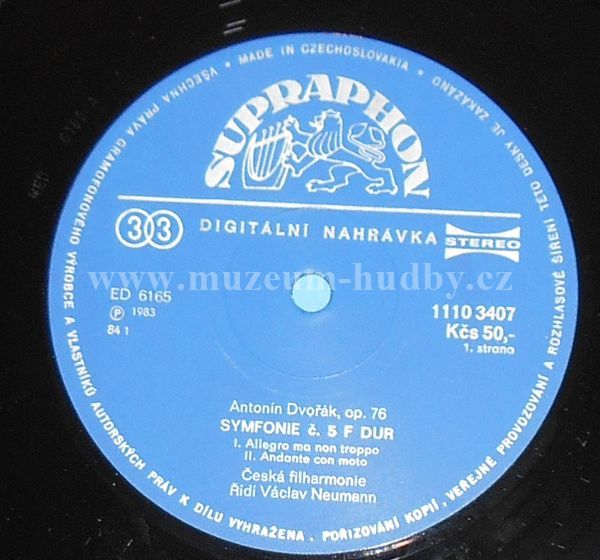 VŠECHNA PRÁVA GRAMOFONOVÉHO VÝROBCE A VLASTNÍKŮ AUTORSKÝCH PRÁV K DÍLU VYHRAŽENA. POŘIZOVÁNÍ KOPIÍ, VEŘEJNÉ PROVOZOVÁNÍ A ROZHLASOVÉ ŠÍŘENÍ TÉTO DESKY JE ZAKÁZÁNO
• MADE IN CZECHOSLOVAKIA •
SUPRAPHON
33 DIGITÁLNÍ NAHRÁVKA STEREO
www.muzeum-hudby.cz
ED 6165
℗ 1983
84 1
1110 3407
Kčs 50,-
1. strana
Antonín Dvořák, op. 76
SYMFONIE č. 5 F DUR
I. Allegro ma non troppo
II. Andante con moto
Česká filharmonie
Řídí Václav Neumann